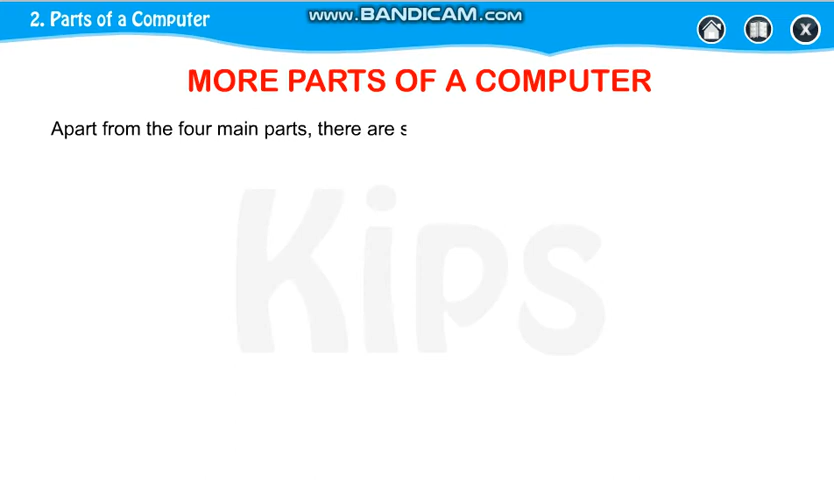 2. Parts of a Computer
WWW.BANDICAM.COM
X
MORE PARTS OF A COMPUTER
Apart from the four main parts, there are s
Kips